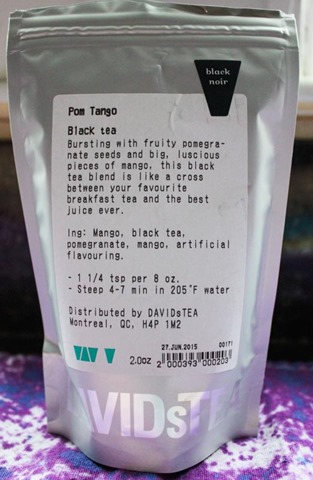 black
noir
Pom Tango
Black tea
Bursting with fruity pomegra-
nate seeds and big, luscious
pieces of mango, this black
tea blend is like a cross
between your favourite
breakfast tea and the best
juice ever.
Ing: Mango, black tea,
pomegranate, mango, artificial
flavouring.
- 1 1/4 tsp per 8 oz.
- Steep 4-7 min in 205°F water
Distributed by DAVIDsTEA
Montreal, QC, H4P 1M2
27.JUN.2015 00171
2.0oz 2 000393 000203
VIDsT